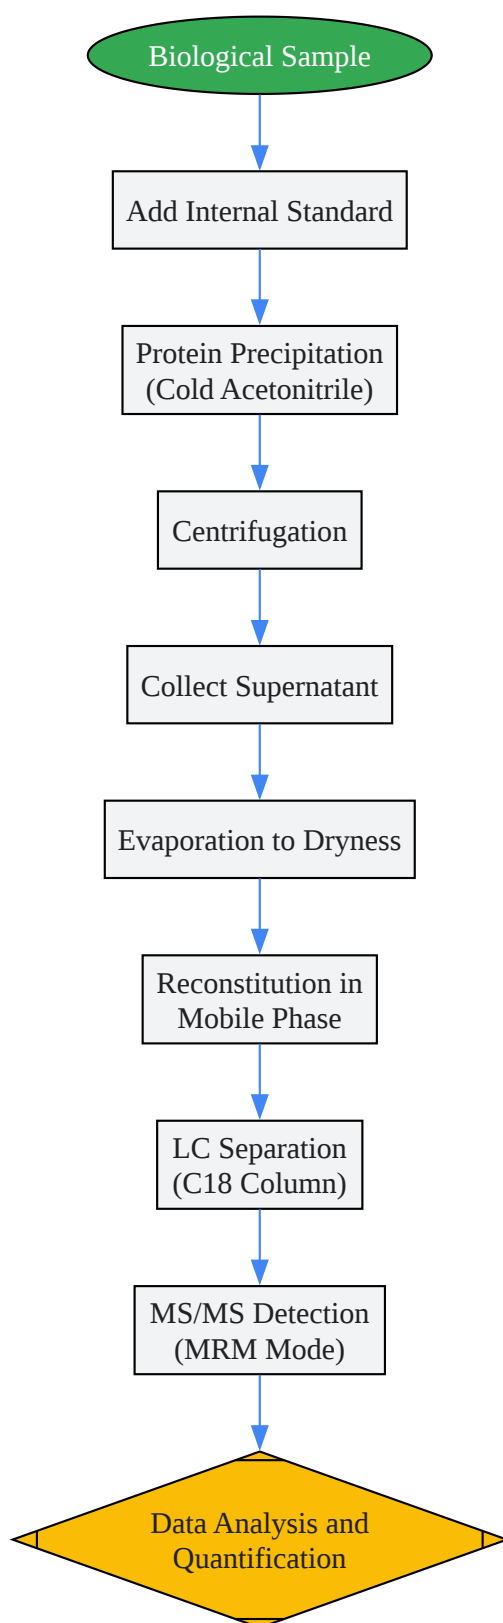 Biological Sample
Add Internal Standard
Protein Precipitation
(Cold Acetonitrile)
Centrifugation
Collect Supernatant
Evaporation to Dryness
Reconstitution in
Mobile Phase
LC Separation
(C18 Column)
MS/MS Detection
(MRM Mode)
Data Analysis and
Quantification